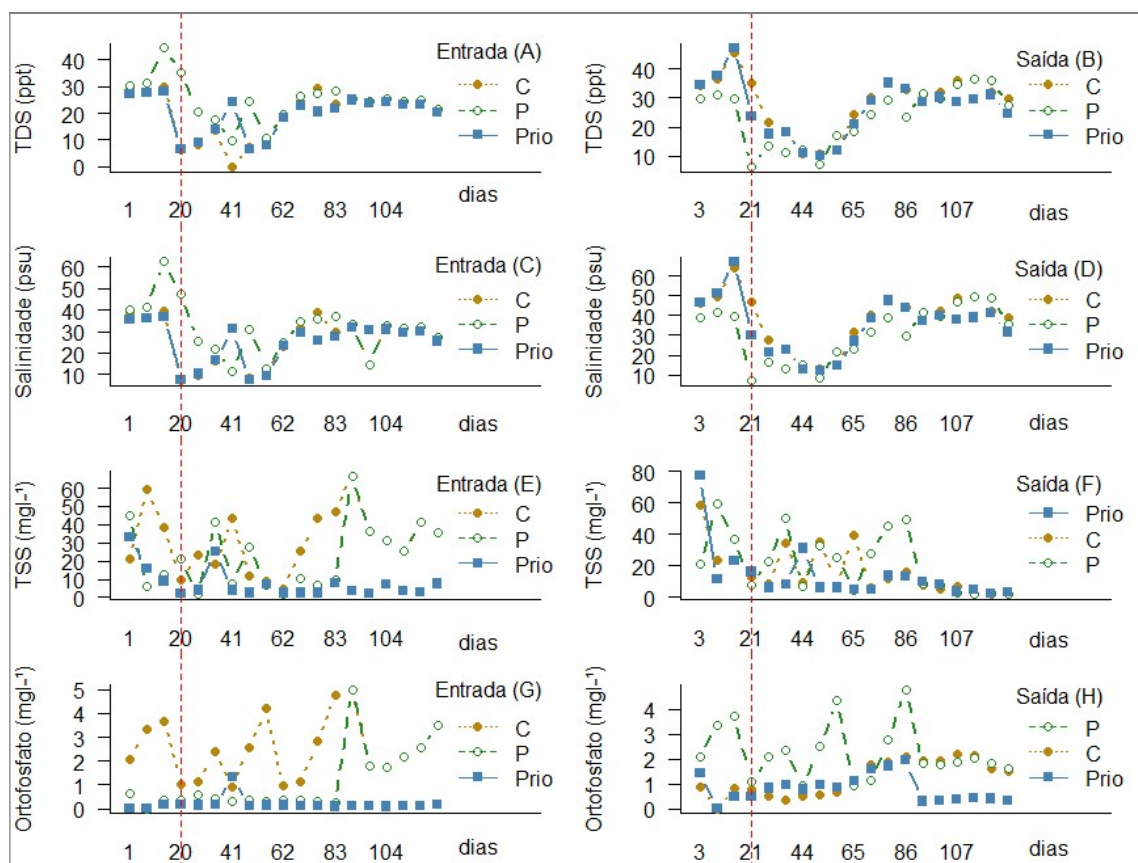 TDS (ppt)
40
30
20
10
0
Entrada (A)
C
P
Prio
1
20
41
62
83
104
dias
TDS (ppt)
40
30
20
10
Saída (B)
C
P
Prio
3
21
44
65
86
107
dias
Salinidade (psu)
60
50
40
30
20
10
Entrada (C)
C
P
Prio
1
20
41
62
83
104
dias
Salinidade (psu)
60
50
40
30
20
10
Saída (D)
C
P
Prio
3
21
44
65
86
107
dias
TSS (mgl-¹)
60
50
40
30
20
10
0
Entrada (E)
C
P
Prio
1
20
41
62
83
104
dias
TSS (mgl-¹)
80
60
40
20
0
Saída (F)
Prio
C
P
3
21
44
65
86
107
dias
Ortofosfato (mgl-¹)
5
4
3
2
1
0
Entrada (G)
C
P
Prio
1
20
41
62
83
104
dias
Ortofosfato (mgl-¹)
4
3
2
1
0
Saída (H)
P
C
Prio
3
21
44
65
86
107
dias